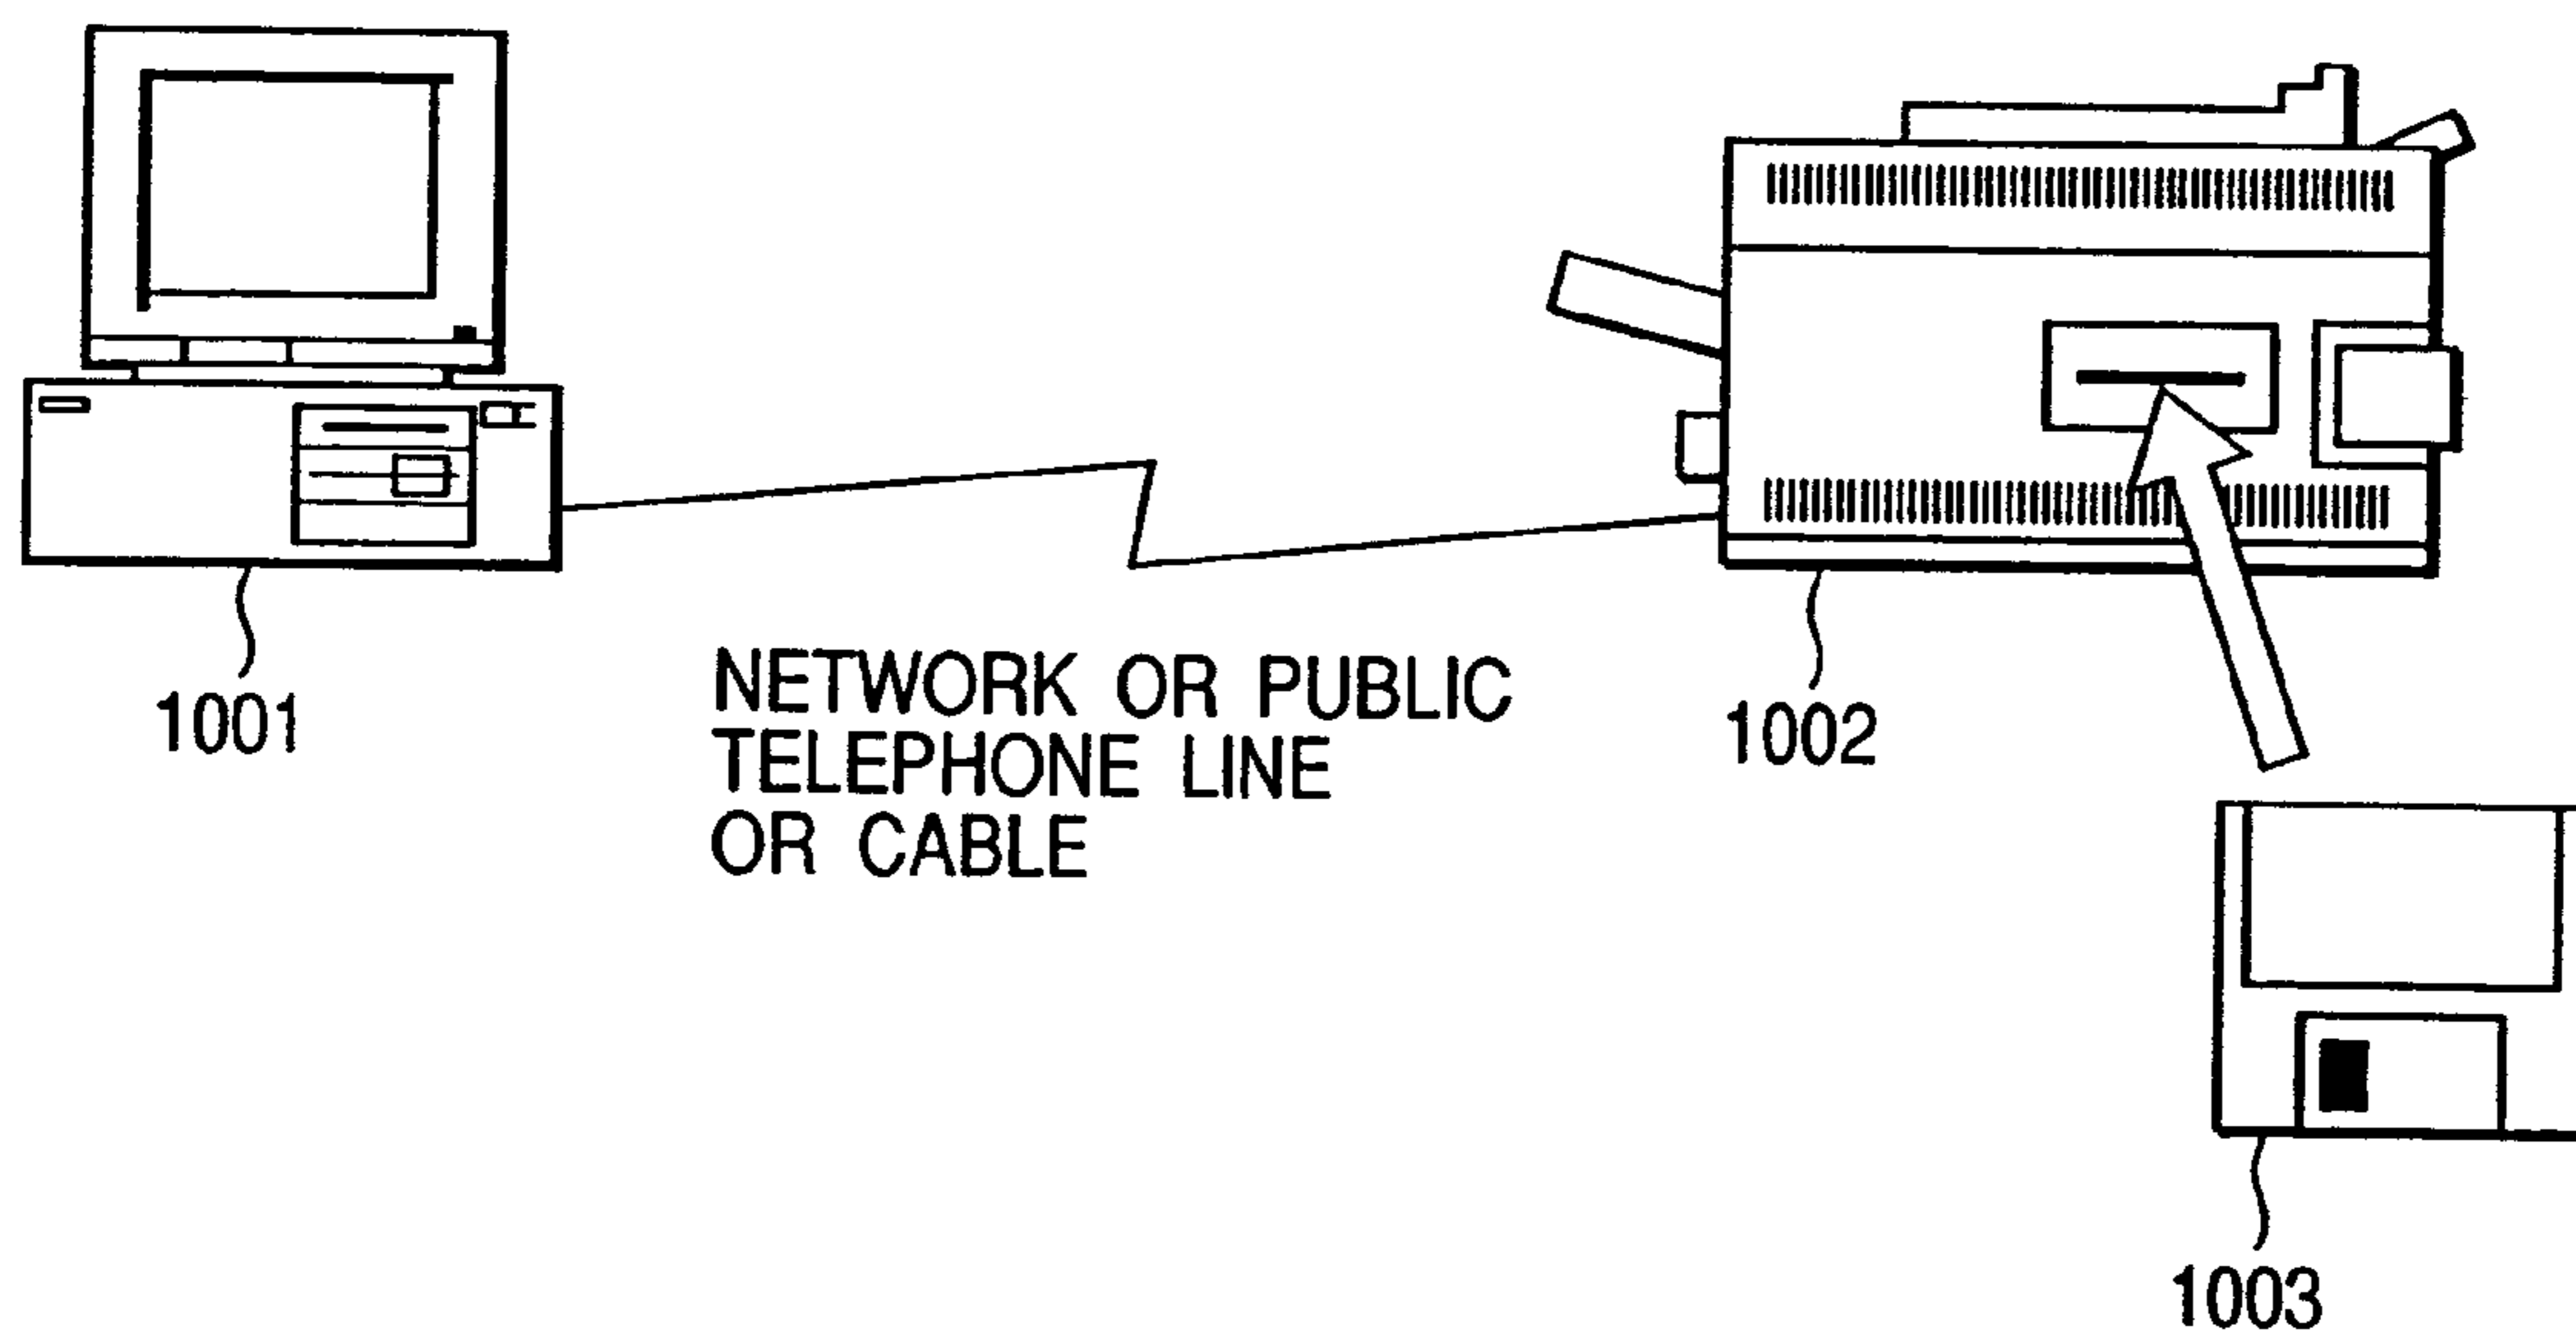 1001
NETWORK OR PUBLIC
TELEPHONE LINE
OR CABLE
1002
1003